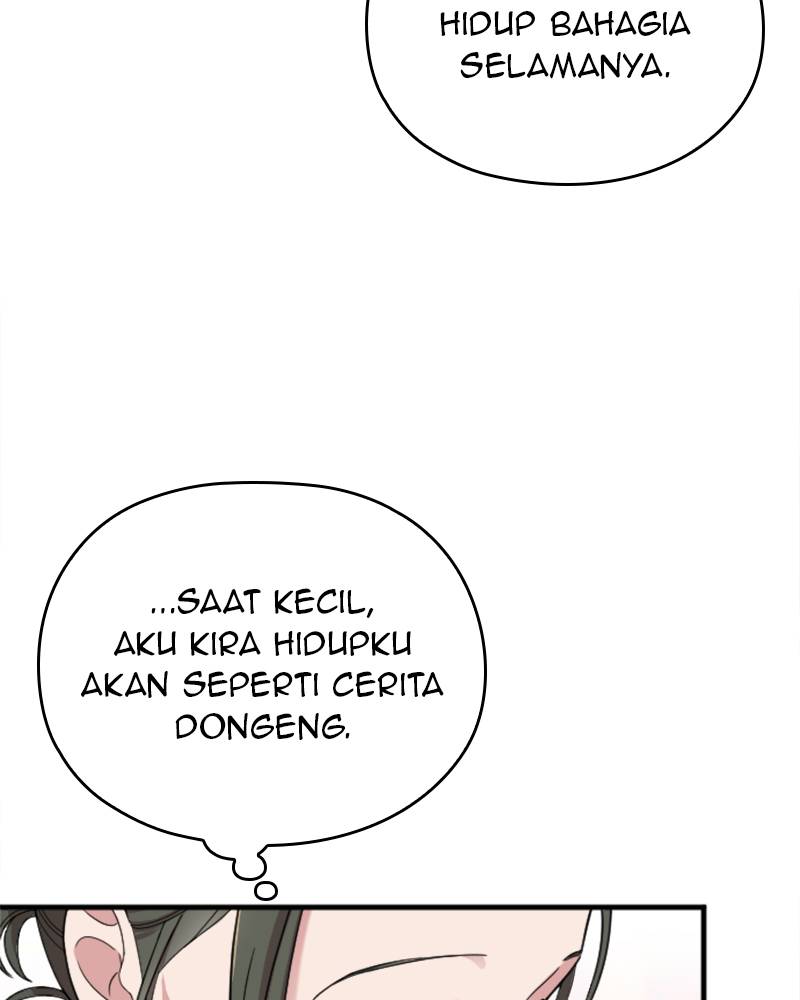 HIDUP BAHAGIA
SELAMANYA.
...SAAT KECIL,
AKU KIRA HIDUPKU
AKAN SEPERTI CERITA
DONGENG.